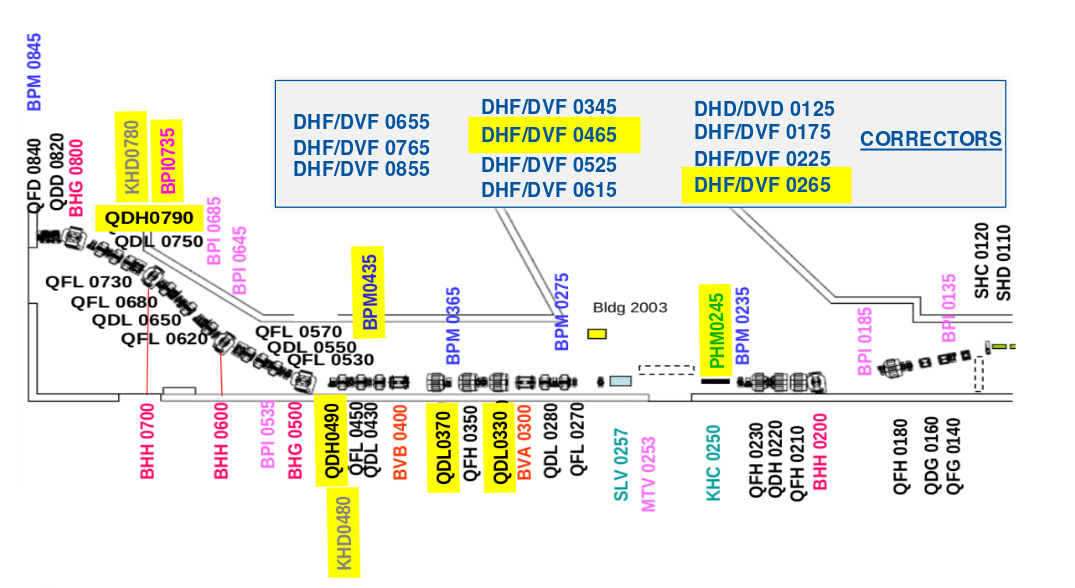 BPM 0845
QFD 0840
QDD 0820
BHG 0800
KHD0780
BPI0735
QDH0790
QDL 0750
BPI 0685
BPI 0645
QFL 0730
QFL 0680
QDL 0650
QFL 0620
DHF/DVF 0655
DHF/DVF 0765
DHF/DVF 0855
DHF/DVF 0345
DHF/DVF 0465
DHF/DVF 0525
DHF/DVF 0615
DHD/DVD 0125
DHF/DVF 0175
DHF/DVF 0225
DHF/DVF 0265
CORRECTORS
QFL 0570
QDL 0550
QFL 0530
BPM0435
BPM 0365
BPM 0275
Bldg 2003
PHM0245
BPM 0235
BPI 0185
BPI 0135
SHC 0120
SHD 0110
BHH 0700
BHH 0600
BPI 0535
BHG 0500
QDH0490
KHD0480
QFL 0450
QDL 0430
BVB 0400
QDL0370
QFH 0350
QDL0330
BVA 0300
QDL 0280
QFL 0270
SLV 0257
MTV 0253
KHC 0250
QFH 0230
QDH 0220
QFH 0210
BHH 0200
QFH 0180
QDG 0160
QFG 0140